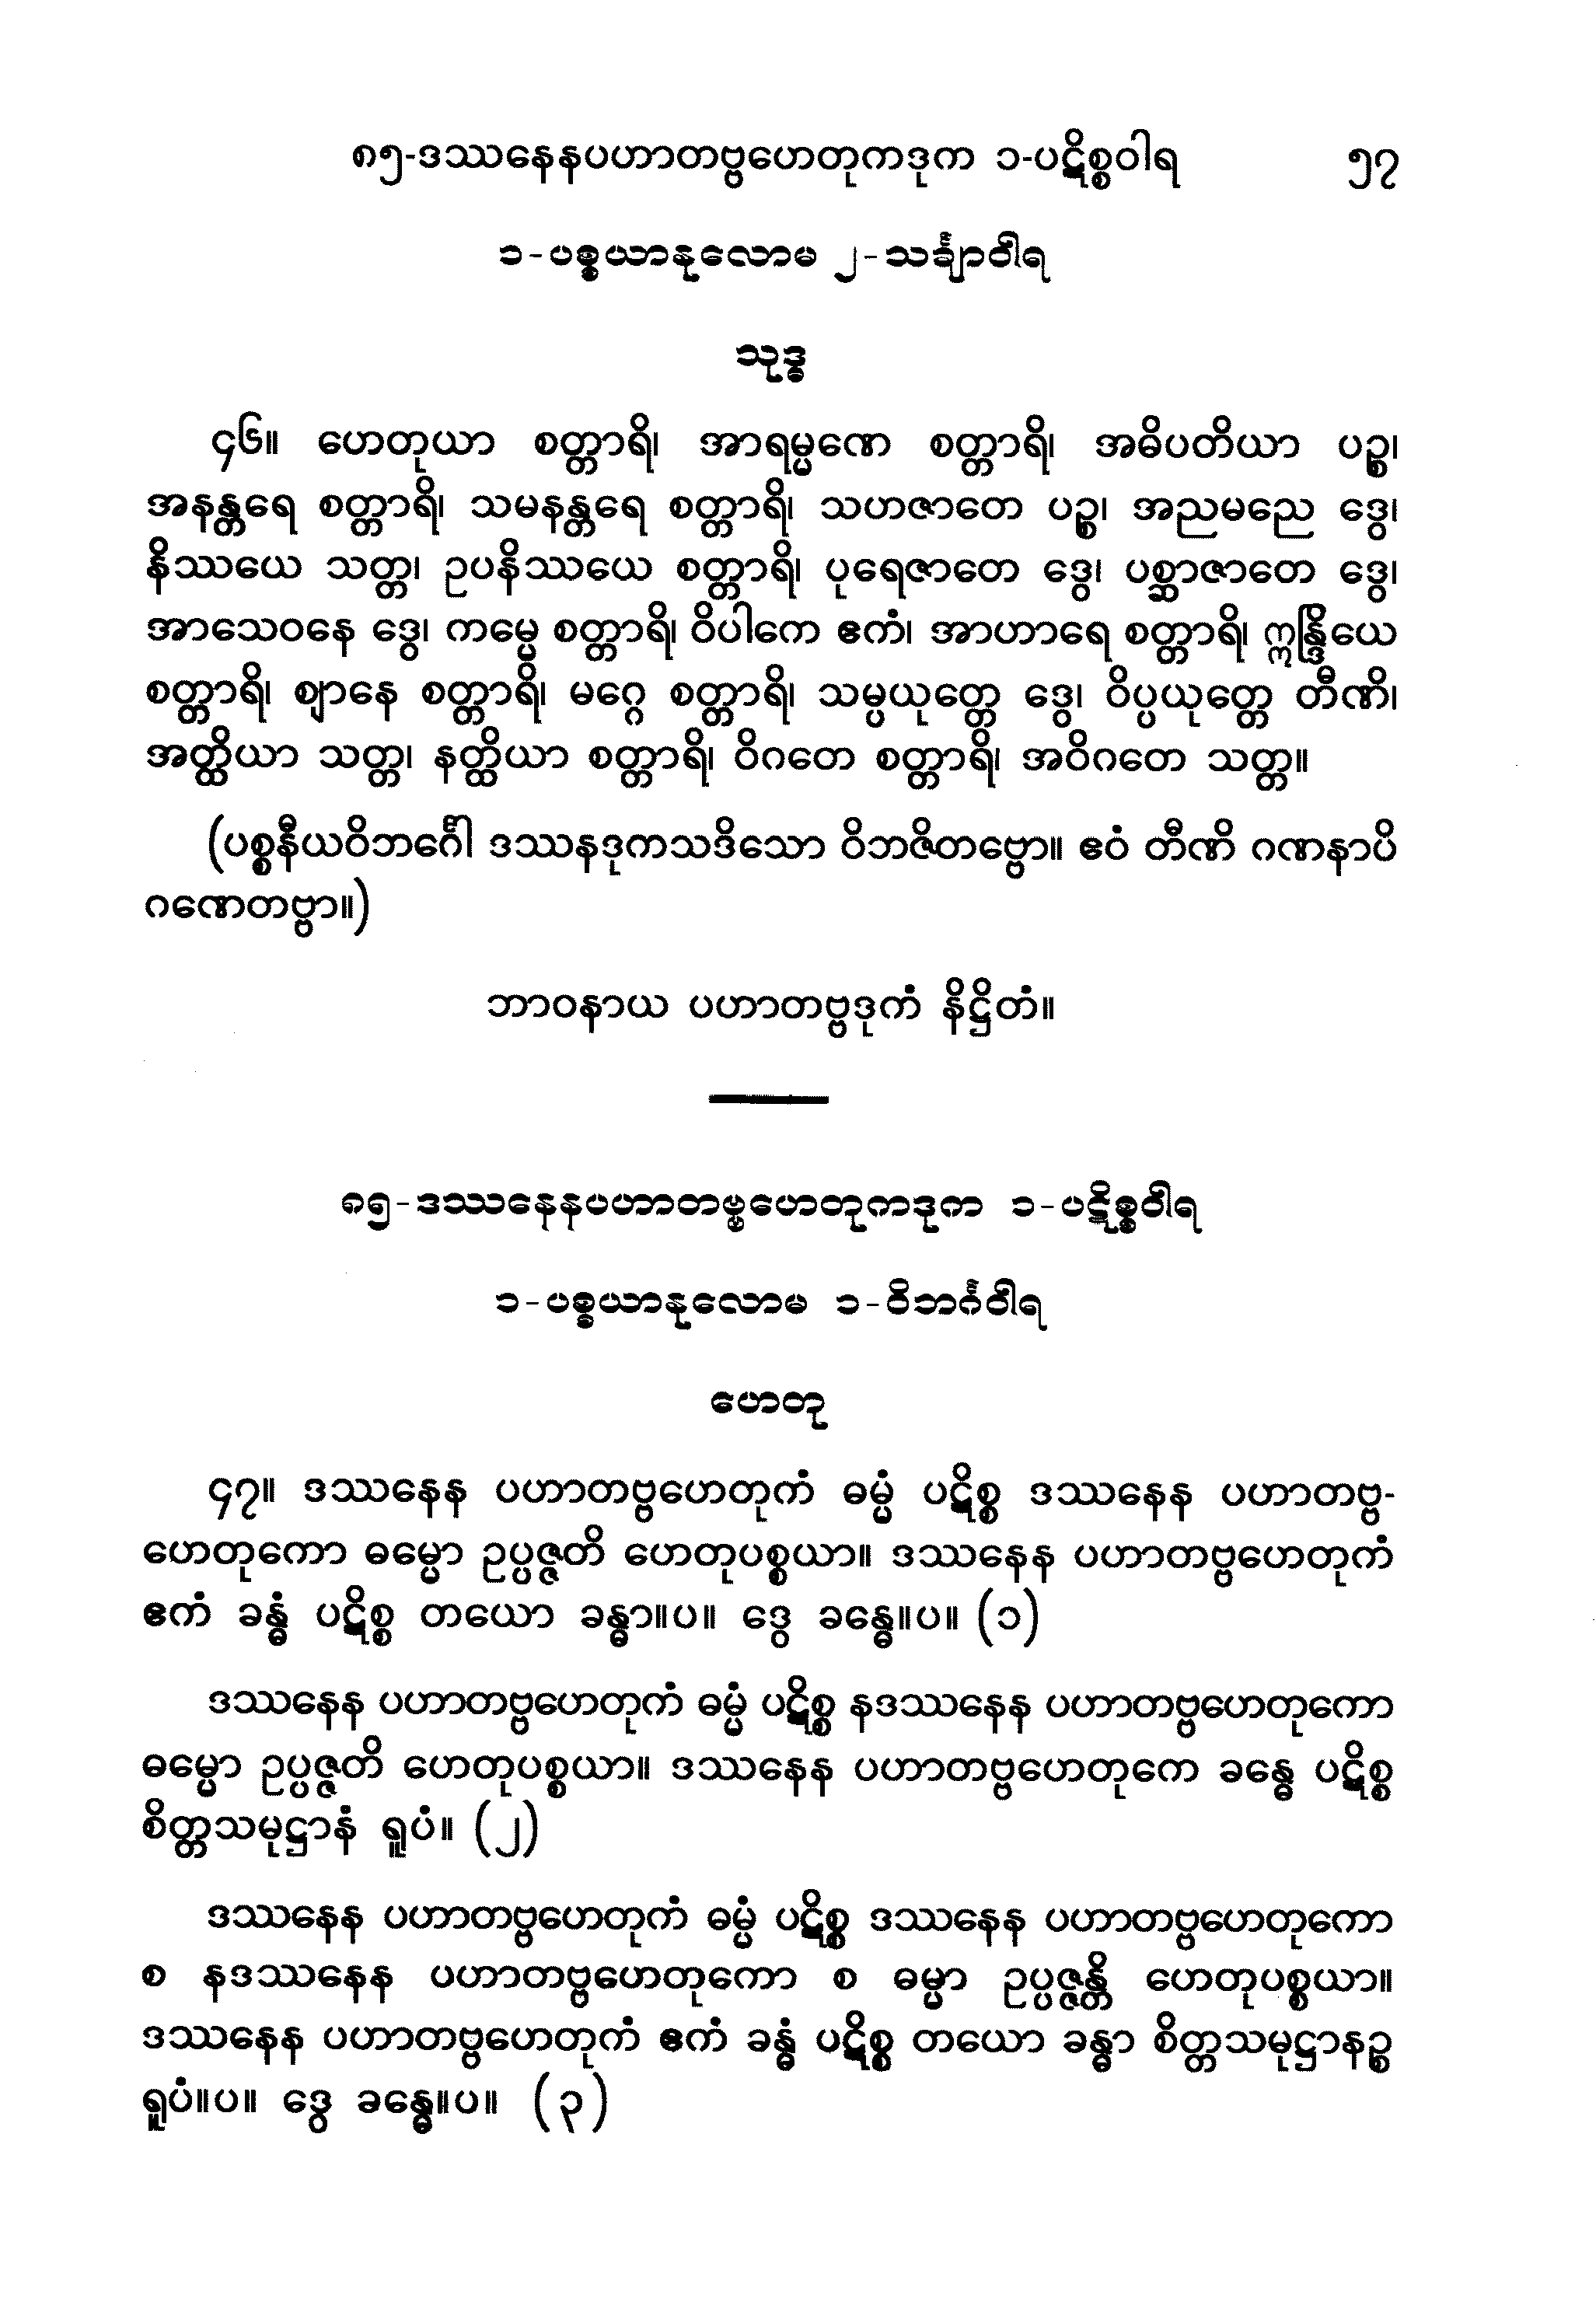 ၈၅-ဒဿနေနပဟာတဗ္ဗဟေတုကဒုက ၁-ပဋိစ္စဝါရ ၅၇
၁-ပစ္စယာနုလောမ ၂-သင်္ချာဝါရ
သုဒ္ဓ
၄၆။ ဟေတုယာ စတ္တာရိ၊ အာရမ္မဏေ စတ္တာရိ၊ အဓိပတိယာ ပဉ္စ၊
အနန္တရေ စတ္တာရိ၊ သမနန္တရေ စတ္တာရိ၊ သဟဇာတေ ပဉ္စ၊ အညမညေ ဒွေ၊
နိဿယေ သတ္တ၊ ဥပနိဿယေ စတ္တာရိ၊ ပုရေဇာတေ ဒွေ၊ ပစ္ဆာဇာတေ ဒွေ၊
အာသေဝနေ ဒွေ၊ ကမ္မေ စတ္တာရိ၊ ဝိပါကေ ဧကံ၊ အာဟာရေ စတ္တာရိ၊ ဣန္ဒြိယေ
စတ္တာရိ၊ ဈာနေ စတ္တာရိ၊ မဂ္ဂေ စတ္တာရိ၊ သမ္ပယုတ္တေ ဒွေ၊ ဝိပ္ပယုတ္တေ တီဏိ၊
အတ္ထိယာ သတ္တ၊ နတ္ထိယာ စတ္တာရိ၊ ဝိဂတေ စတ္တာရိ၊ အဝိဂတေ သတ္တ။
(ပစ္စနီယဝိဘင်္ဂေါ ဒဿနဒုကသဒိသော ဝိဘဇိတဗ္ဗော။ ဧဝံ တီဏိ ဂဏနာပိ
ဂဏေတဗ္ဗာ။)
ဘာဝနာယ ပဟာတဗ္ဗဒုကံ နိဋ္ဌိတံ။
၈၅-ဒဿနေနပဟာတဗ္ဗဟေတုကဒုက ၁-ပဋိစ္စဝါရ
၁-ပစ္စယာနုလောမ ၁-ဝိဘင်္ဂဝါရ
ဟေတု
၄၇။ ဒဿနေန ပဟာတဗ္ဗဟေတုကံ ဓမ္မံ ပဋိစ္စ ဒဿနေန ပဟာတဗ္ဗ-
ဟေတုကော ဓမ္မော ဥပ္ပဇ္ဇတိ ဟေတုပစ္စယာ။ ဒဿနေန ပဟာတဗ္ဗဟေတုကံ
ဧကံ ခန္ဓံ ပဋိစ္စ တယော ခန္ဓာ။ပ။ ဒွေ ခန္ဓေ။ပ။ (၁)
ဒဿနေန ပဟာတဗ္ဗဟေတုကံ ဓမ္မံ ပဋိစ္စ နဒဿနေန ပဟာတဗ္ဗဟေတုကော
ဓမ္မော ဥပ္ပဇ္ဇတိ ဟေတုပစ္စယာ။ ဒဿနေန ပဟာတဗ္ဗဟေတုကေ ခန္ဓေ ပဋိစ္စ
စိတ္တသမုဋ္ဌာနံ ရူပံ။ (၂)
ဒဿနေန ပဟာတဗ္ဗဟေတုကံ ဓမ္မံ ပဋိစ္စ ဒဿနေန ပဟာတဗ္ဗဟေတုကော
စ နဒဿနေန ပဟာတဗ္ဗဟေတုကော စ ဓမ္မာ ဥပ္ပဇ္ဇန္တိ ဟေတုပစ္စယာ။
ဒဿနေန ပဟာတဗ္ဗဟေတုကံ ဧကံ ခန္ဓံ ပဋိစ္စ တယော ခန္ဓာ စိတ္တသမုဋ္ဌာနဉ္စ
ရူပံ။ပ။ ဒွေ ခန္ဓေ။ပ။ (၃)